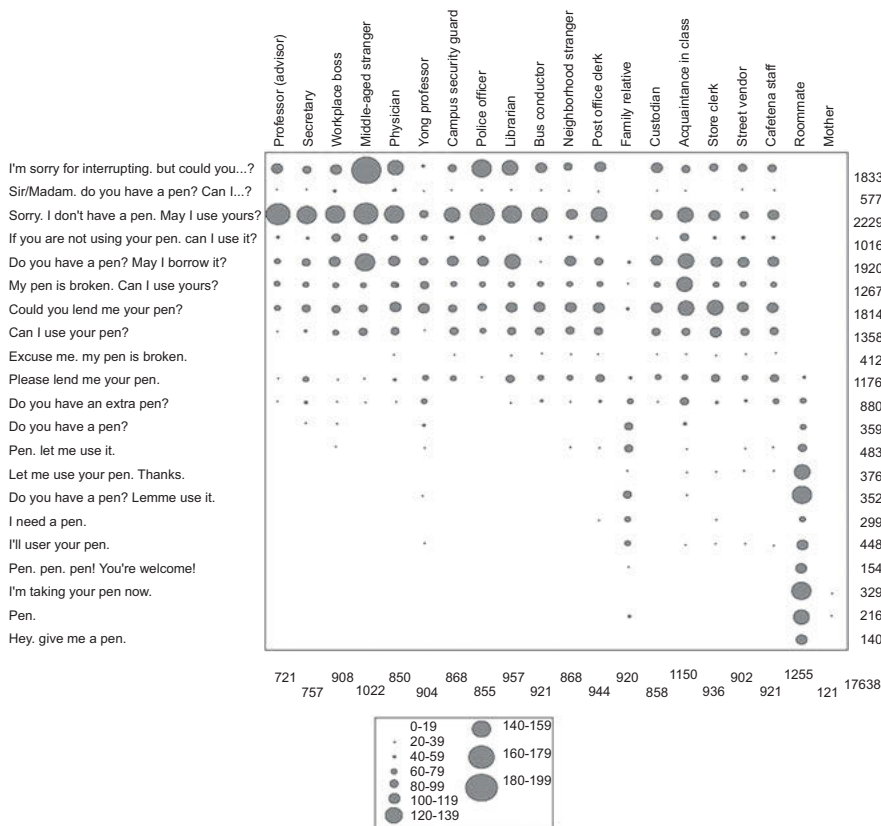 Professor (advisor)
Secretary
Workplace boss
Middle-aged stranger
Physician
Yong professor
Campus security guard
Police officer
Librarian
Bus conductor
Neighborhood stranger
Post office clerk
Family relative
Custodian
Acquaintance in class
Store clerk
Street vendor
Cafetena staff
Roommate
Mother
I'm sorry for interrupting. but could you...? 1833
Sir/Madam. do you have a pen? Can I...? 577
Sorry. I don't have a pen. May I use yours? 2229
If you are not using your pen. can I use it? 1016
Do you have a pen? May I borrow it? 1920
My pen is broken. Can I use yours? 1267
Could you lend me your pen? 1814
Can I use your pen? 1358
Excuse me. my pen is broken. 412
Please lend me your pen. 1176
Do you have an extra pen? 880
Do you have a pen? 359
Pen. let me use it. 483
Let me use your pen. Thanks. 376
Do you have a pen? Lemme use it. 352
I need a pen. 299
I'll user your pen. 448
Pen. pen. pen! You're welcome! 154
I'm taking your pen now. 329
Pen. 216
Hey. give me a pen. 140
721 908 850 868 957 868 920 1150 902 1255 17638
757 1022 904 855 921 944 858 936 921 121
0-19 140-159
20-39
40-59 160-179
60-79
80-99 180-199
100-119
120-139